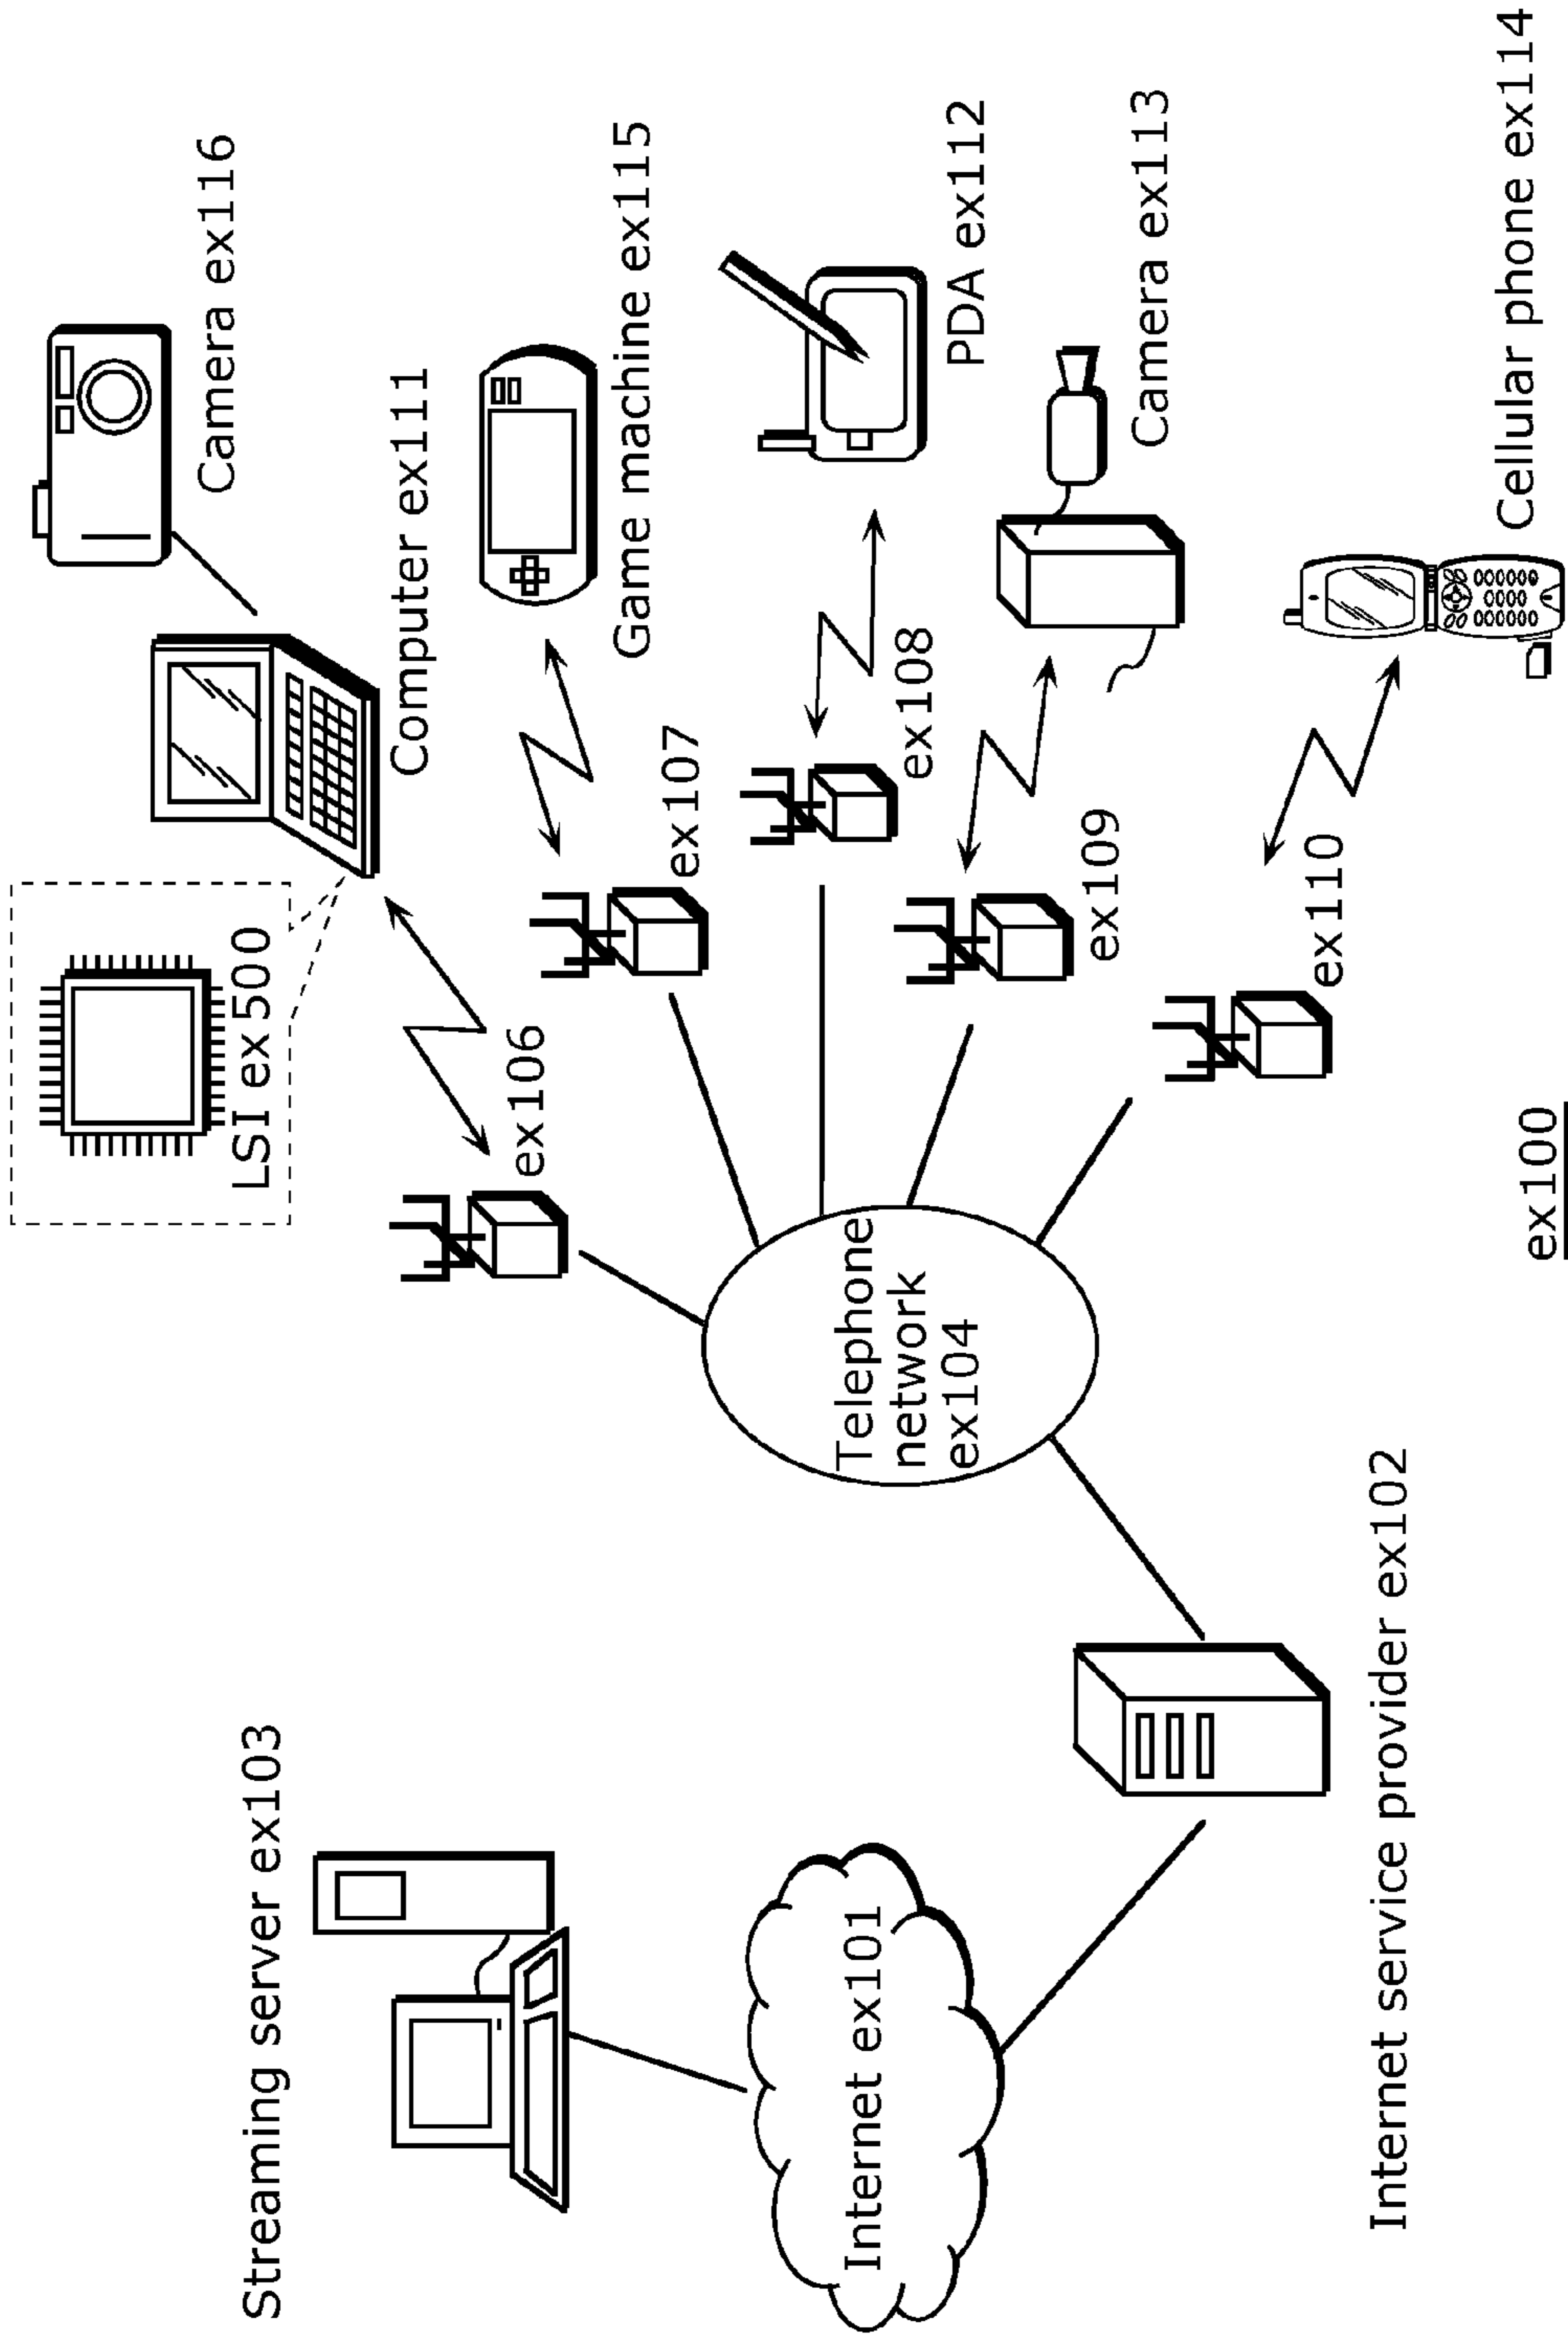 Streaming server ex103
Internet ex101
Internet service provider ex102
Telephone
network
ex104
LSI ex500
ex106
ex107
ex108
ex109
ex110
Camera ex116
Computer ex111
Game machine ex115
PDA ex112
Camera ex113
Cellular phone ex114
ex100